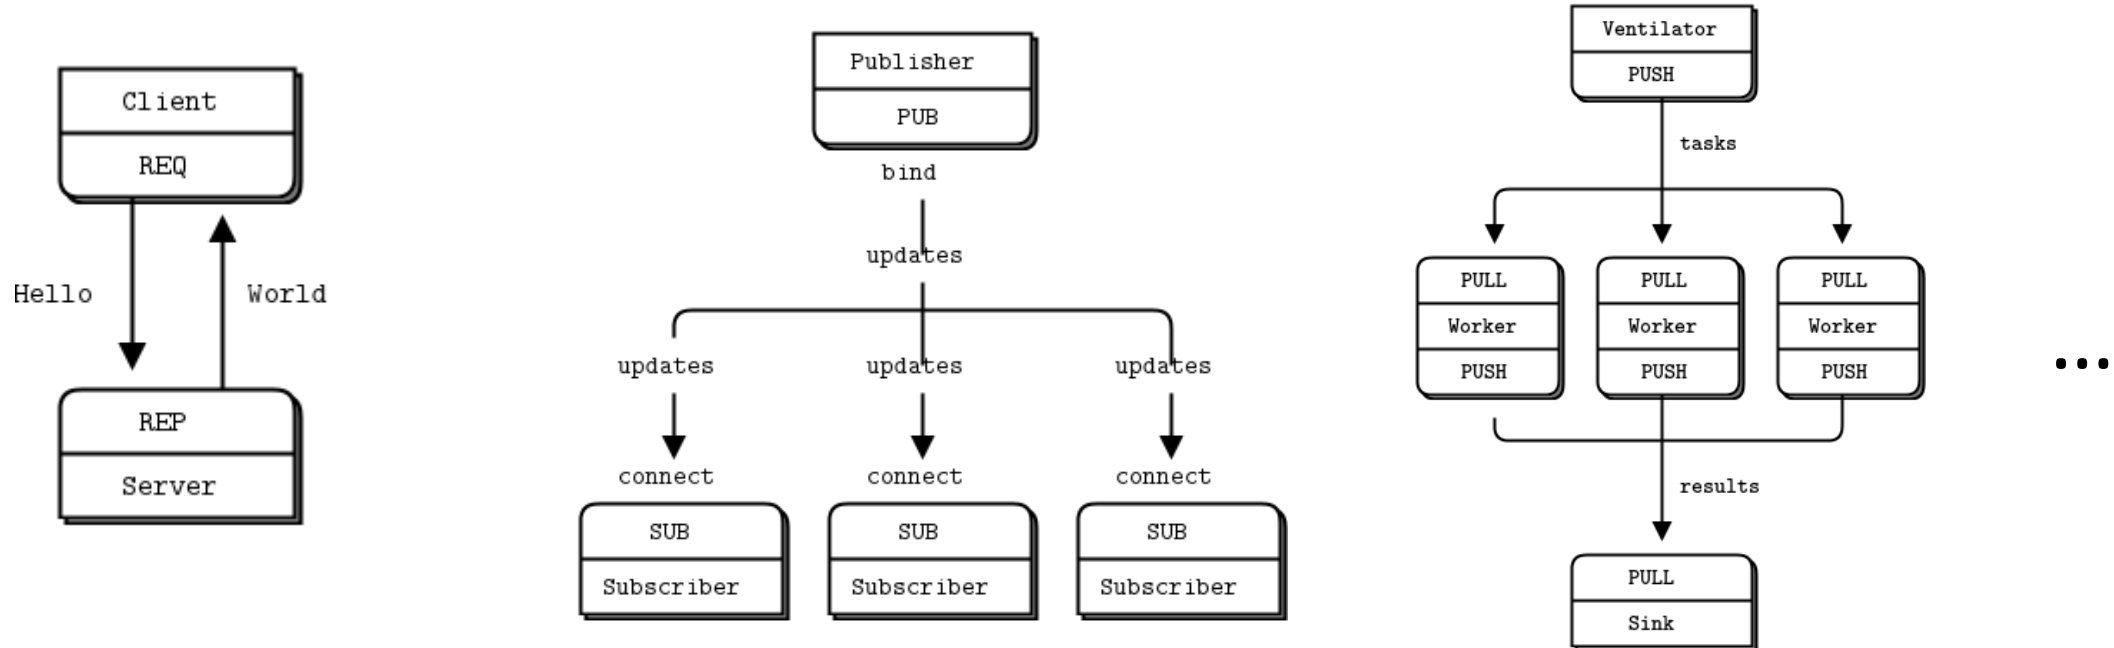 Client
REQ
Hello
World
REP
Server
Publisher
PUB
bind
updates
updates updates updates
connect connect connect
SUB SUB SUB
Subscriber Subscriber Subscriber
Ventilator
PUSH
tasks
PULL PULL PULL
Worker Worker Worker
PUSH PUSH PUSH
results
PULL
Sink
...